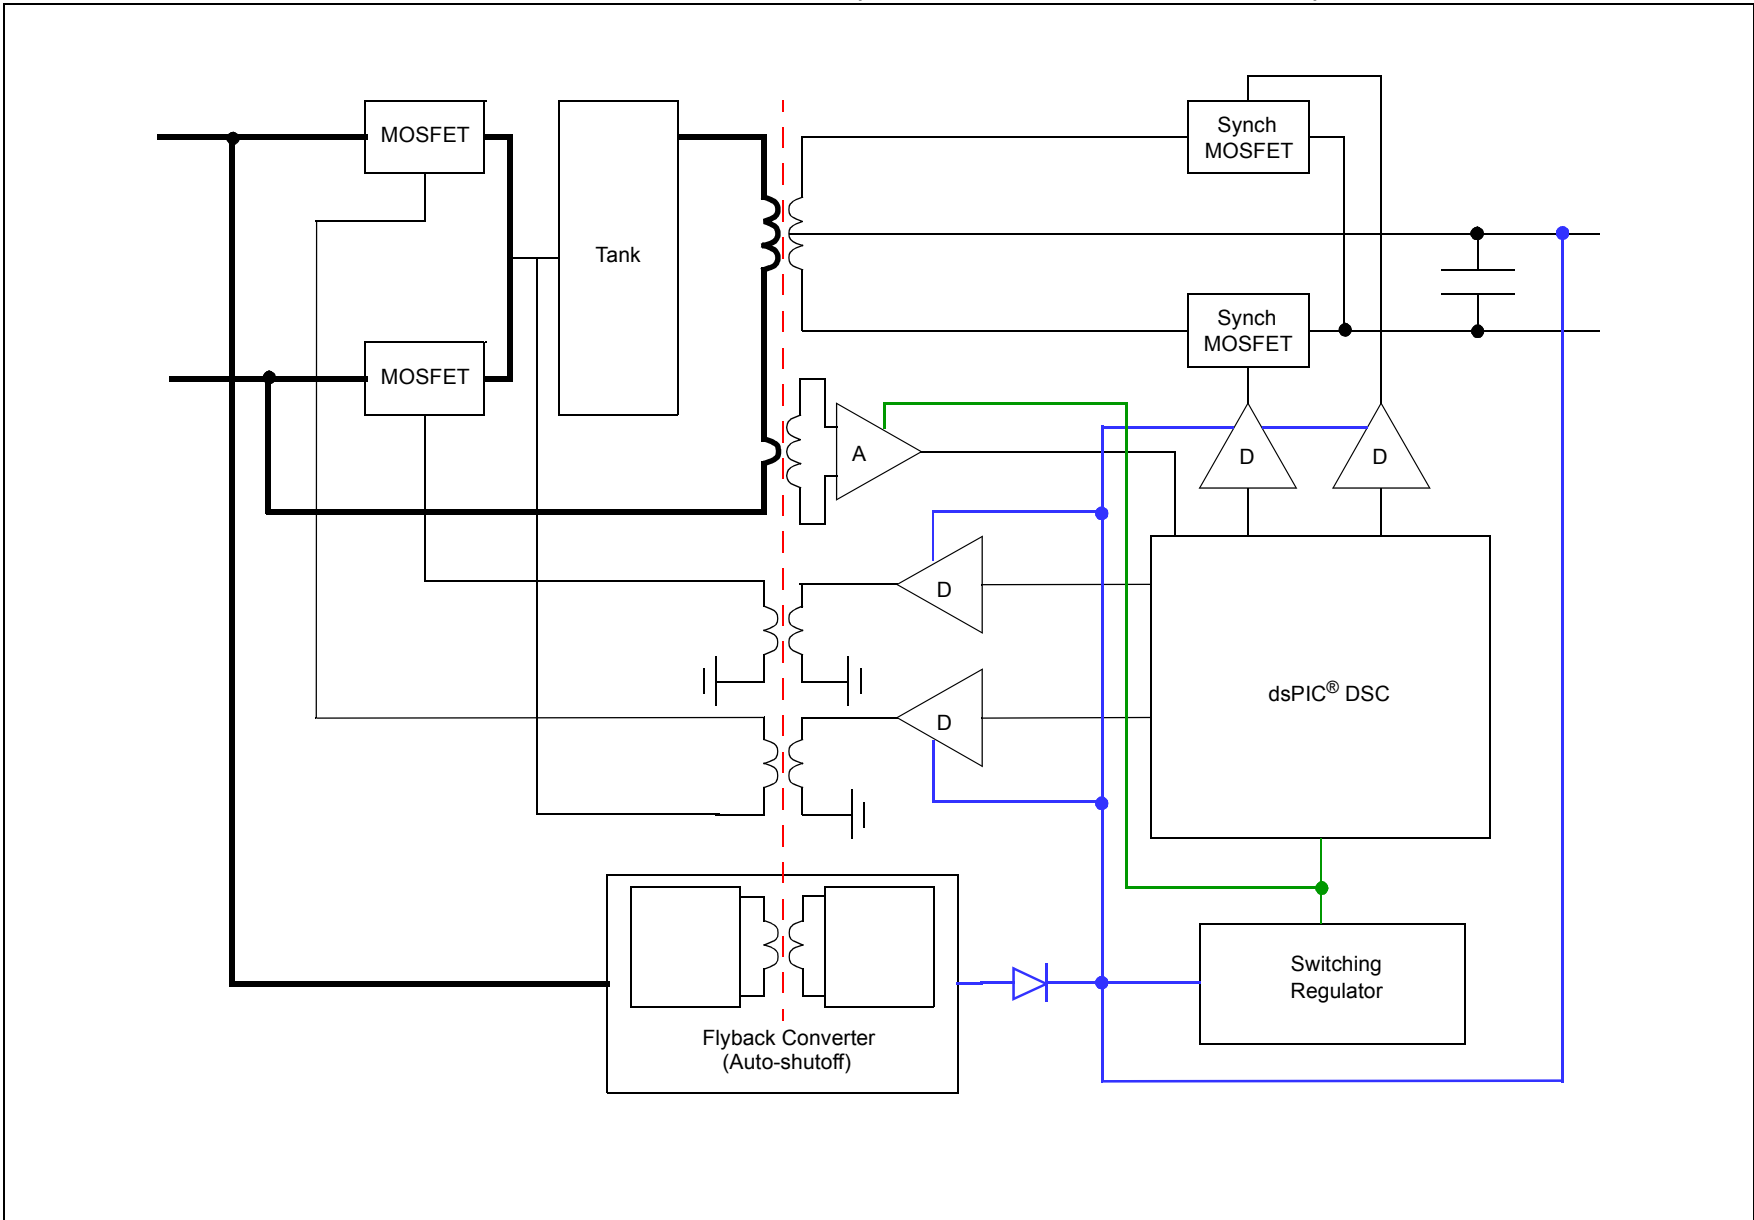 MOSFET
Synch
MOSFET
Tank
Synch
MOSFET
MOSFET
A
D
D
D
dsPIC® DSC
D
Switching
Regulator
Flyback Converter
(Auto-shutoff)